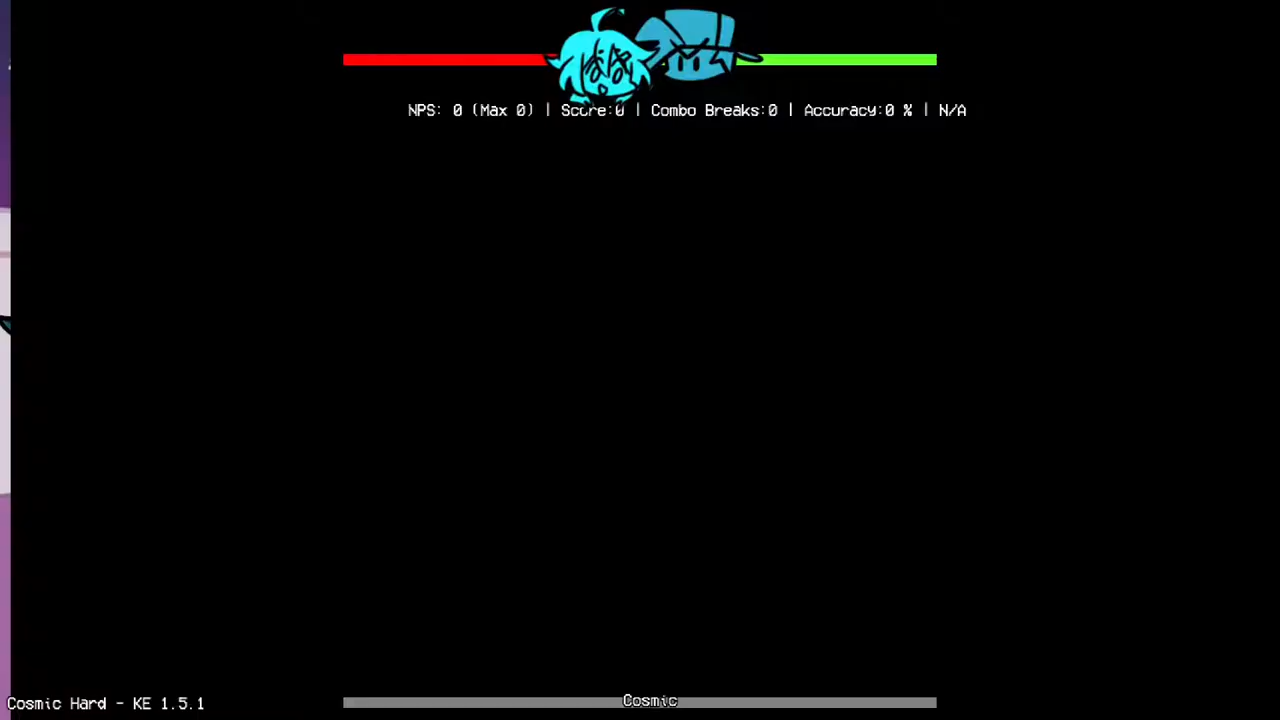 NPS: 0 (Max 0) | Score:0 | Combo Breaks:0 | Accuracy:0 % | N/A
Cosmic
Cosmic Hard - KE 1.5.1